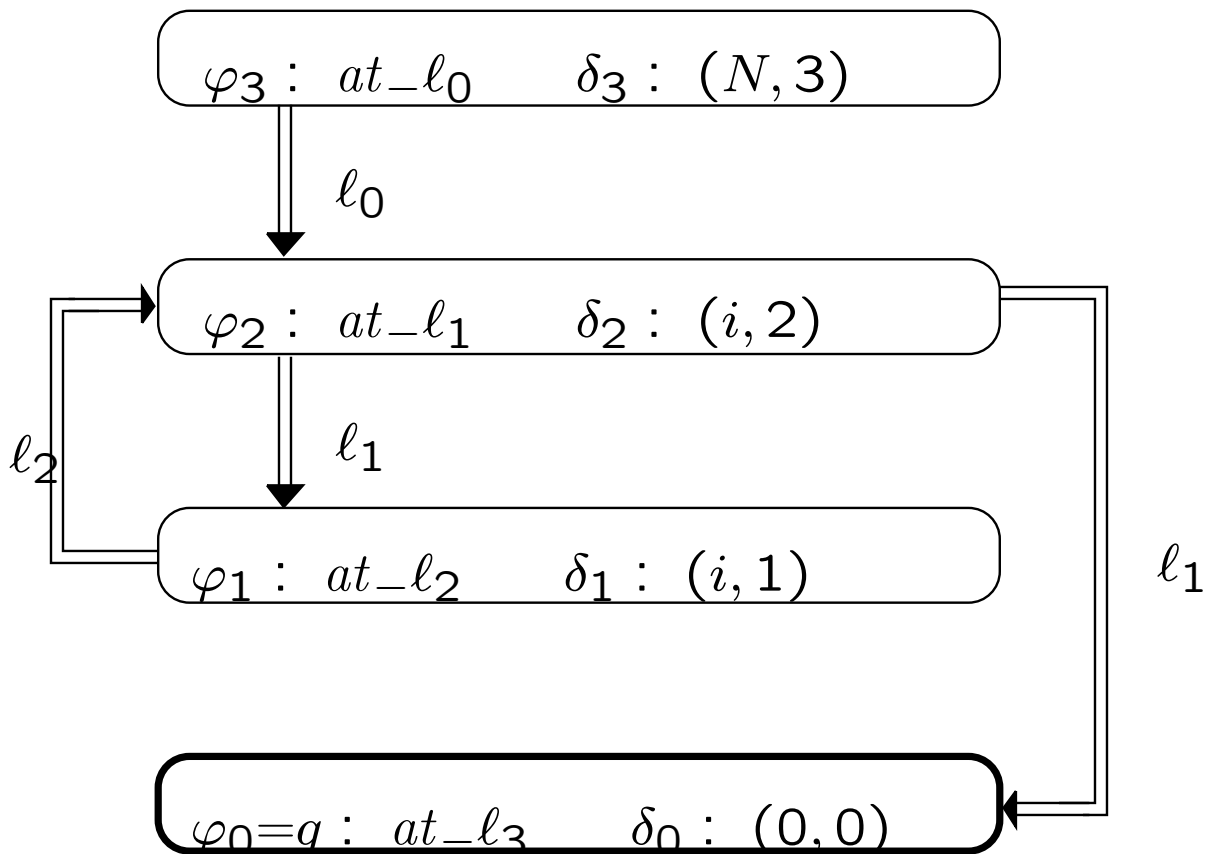 φ₃ : at_ℓ₀ δ₃ : (N, 3)
ℓ₀
φ₂ : at_ℓ₁ δ₂ : (i, 2)
ℓ₂
ℓ₁
φ₁ : at_ℓ₂ δ₁ : (i, 1)
ℓ₁
φ₀=q : at_ℓ₃ δ₀ : (0, 0)